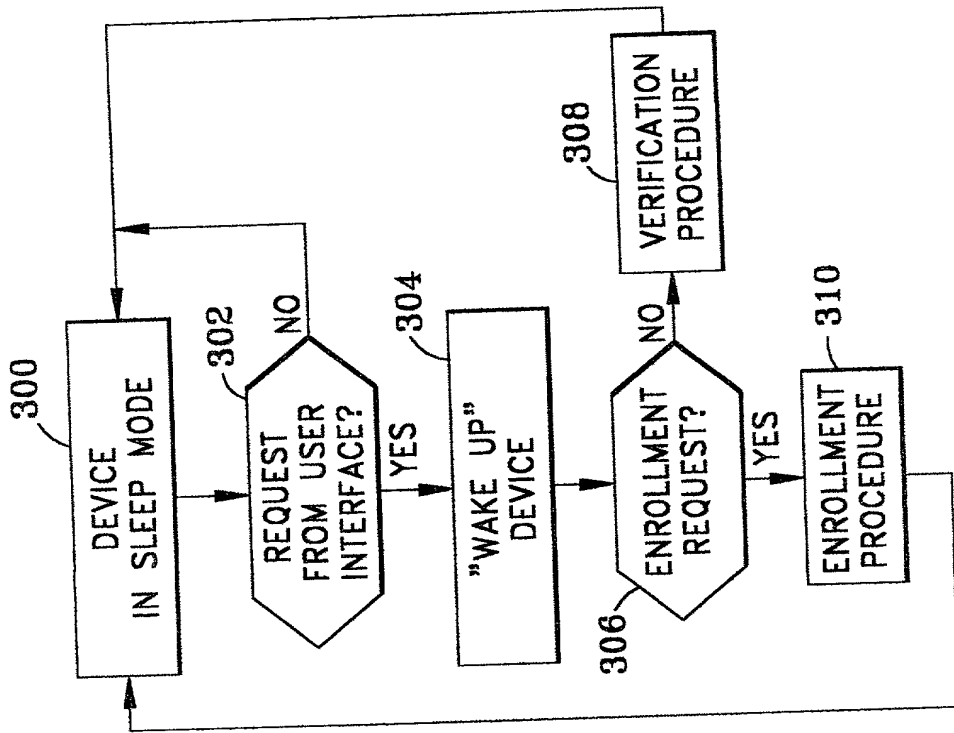 300
DEVICE
IN SLEEP MODE
302
REQUEST
FROM USER
INTERFACE?
NO
YES
304
"WAKE UP"
DEVICE
306
ENROLLMENT
REQUEST?
NO
YES
308
VERIFICATION
PROCEDURE
310
ENROLLMENT
PROCEDURE